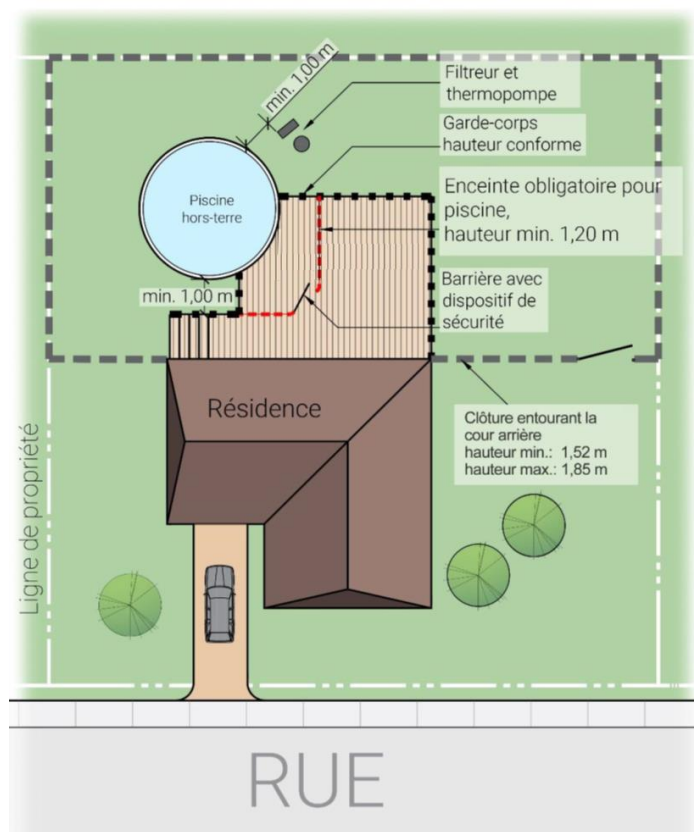 min. 1,00 m
Filtreur et
thermopompe
Garde-corps
hauteur conforme
Piscine
hors-terre
Enceinte obligatoire pour
piscine,
hauteur min. 1,20 m
min. 1,00 m
Barrière avec
dispositif de
sécurité
Résidence
Clôture entourant la
cour arrière
hauteur min.: 1,52 m
hauteur max.: 1,85 m
Ligne de propriété
RUE